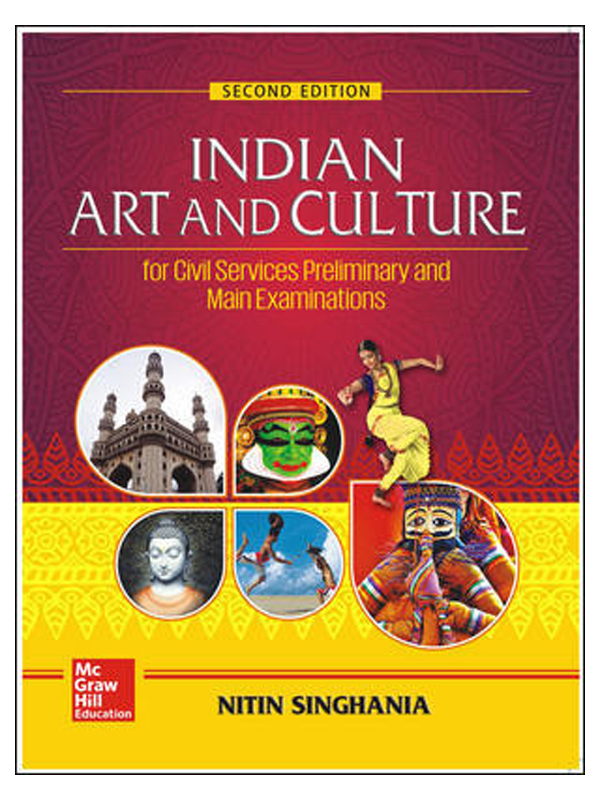 SECOND EDITION
INDIAN
ART AND CULTURE
for Civil Services Preliminary and
Main Examinations
Mc
Graw
Hill
Education
NITIN SINGHANIA